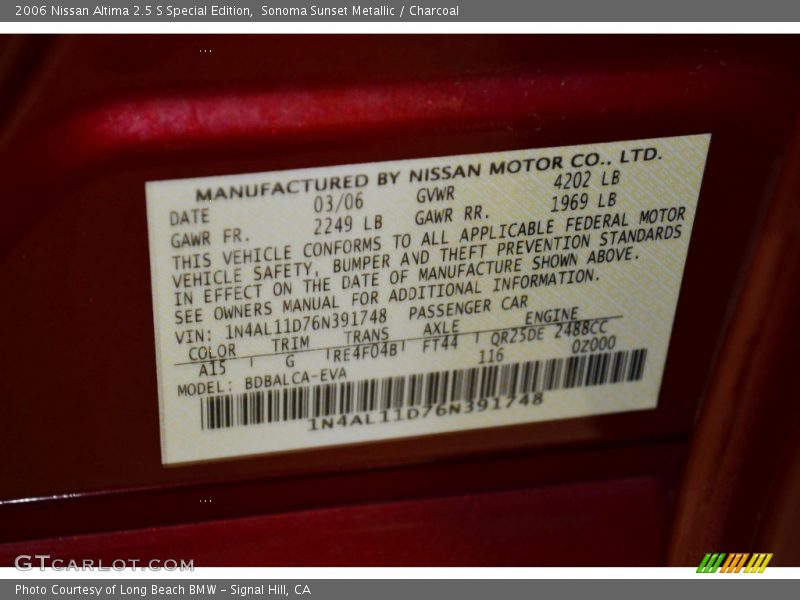 2006 Nissan Altima 2.5 S Special Edition,  Sonoma Sunset Metallic / Charcoal
MANUFACTURED BY NISSAN MOTOR CO., LTD.
DATE 03/06 GVWR 4202 LB
GAWR FR. 2249 LB GAWR RR. 1969 LB
THIS VEHICLE CONFORMS TO ALL APPLICABLE FEDERAL MOTOR
VEHICLE SAFETY, BUMPER AND THEFT PREVENTION STANDARDS
IN EFFECT ON THE DATE OF MANUFACTURE SHOWN ABOVE.
SEE OWNERS MANUAL FOR ADDITIONAL INFORMATION.
VIN: 1N4AL11D76N391748 PASSENGER CAR
COLOR TRIM TRANS AXLE ENGINE
A15 G RE4F04B FT44 QR25DE 2488CC
MODEL: BDBALCA-EVA 116 0Z000
1N4AL11D76N391748
GTCARLOT.COM
Photo Courtesy of Long Beach BMW - Signal Hill, CA